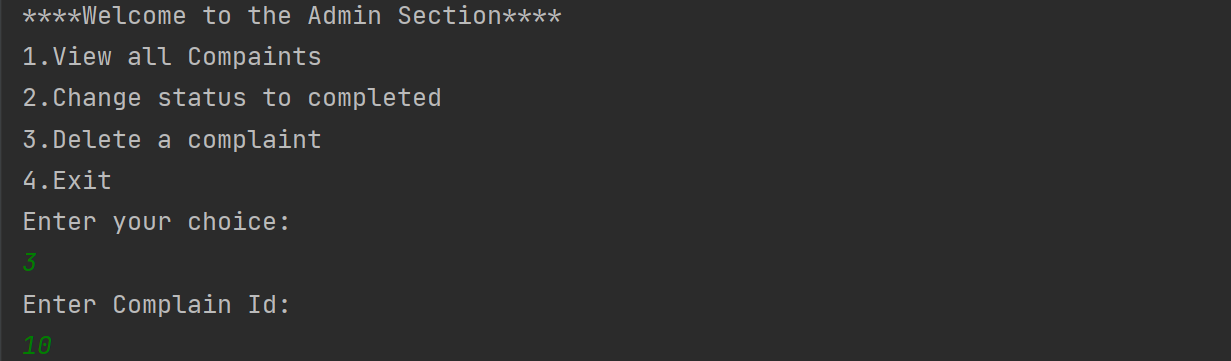 ****Welcome to the Admin Section****
1.View all Compaints
2.Change status to completed
3.Delete a complaint
4.Exit
Enter your choice:
3
Enter Complain Id:
10